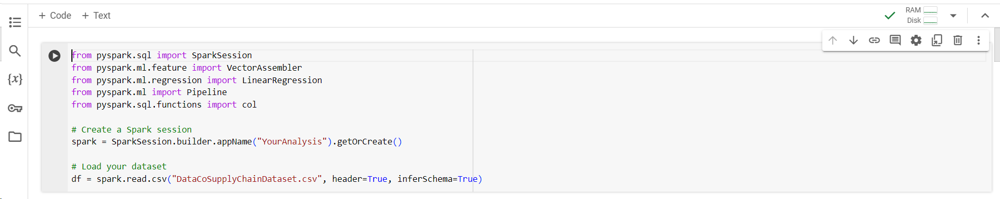 + Code + Text
RAM
Disk
{x}
from pyspark.sql import SparkSession
from pyspark.ml.feature import VectorAssembler
from pyspark.ml.regression import LinearRegression
from pyspark.ml import Pipeline
from pyspark.sql.functions import col
# Create a Spark session
spark = SparkSession.builder.appName("YourAnalysis").getOrCreate()
# Load your dataset
df = spark.read.csv("DataCoSupplyChainDataset.csv", header=True, inferSchema=True)